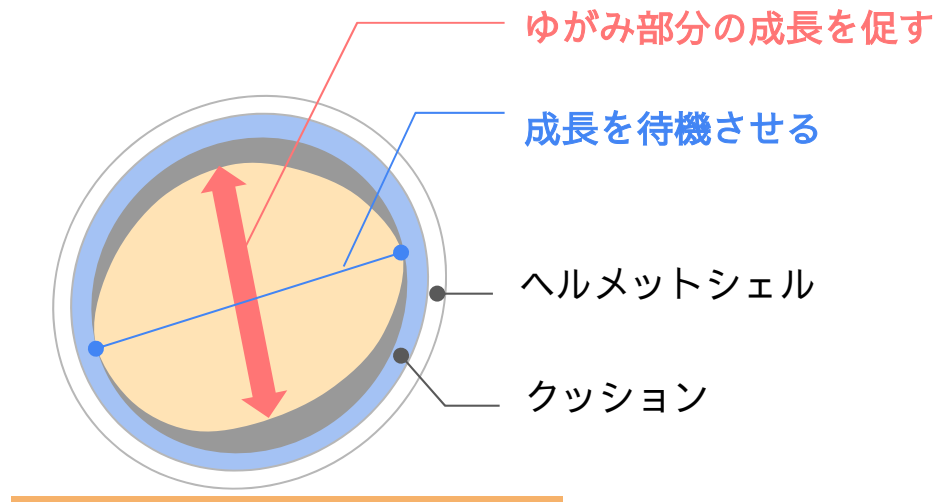 ゆがみ部分の成長を促す
成長を待機させる
ヘルメットシェル
クッション